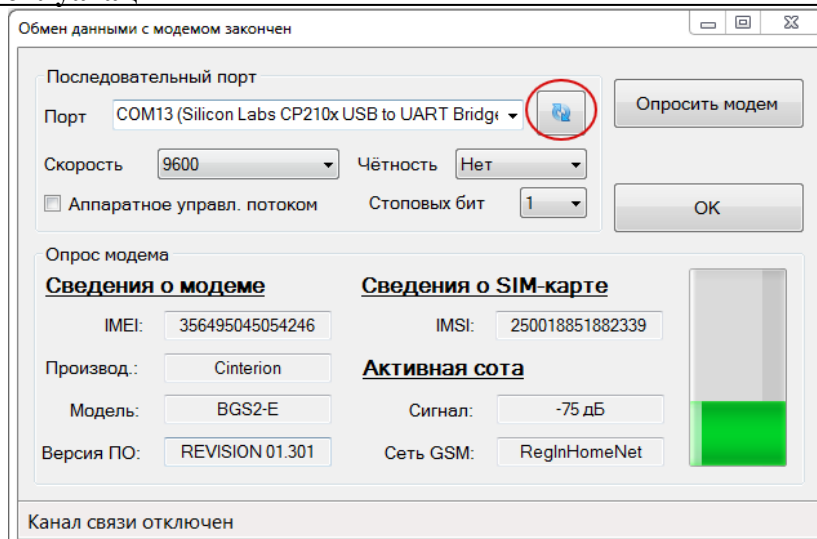 Обмен данными с модемом закончен
Последовательный порт
Порт COM13 (Silicon Labs CP210x USB to UART Bridge
Опросить модем
Скорость 9600 Чётность Нет
Аппаратное управл. потоком Стоповых бит 1
OK
Опрос модема
Сведения о модеме Сведения о SIM-карте
IMEI: 356495045054246 IMSI: 250018851882339
Производ.: Cinterion Активная сота
Модель: BGS2-E Сигнал: -75 дБ
Версия ПО: REVISION 01.301 Сеть GSM: RegInHomeNet
Канал связи отключен